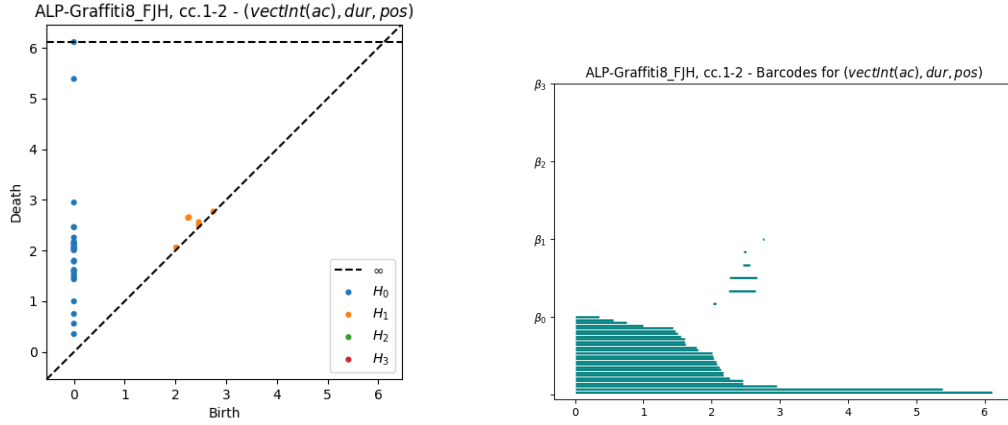 ALP-Graffiti8_FJH, cc.1-2 - (vectInt(ac), dur, pos)
6
5
4
3
2
1
0
Death
0 1 2 3 4 5 6
Birth
∞
H₀
H₁
H₂
H₃
ALP-Graffiti8_FJH, cc.1-2 - Barcodes for (vectInt(ac), dur, pos)
β₃
β₂
β₁
β₀
0 1 2 3 4 5 6